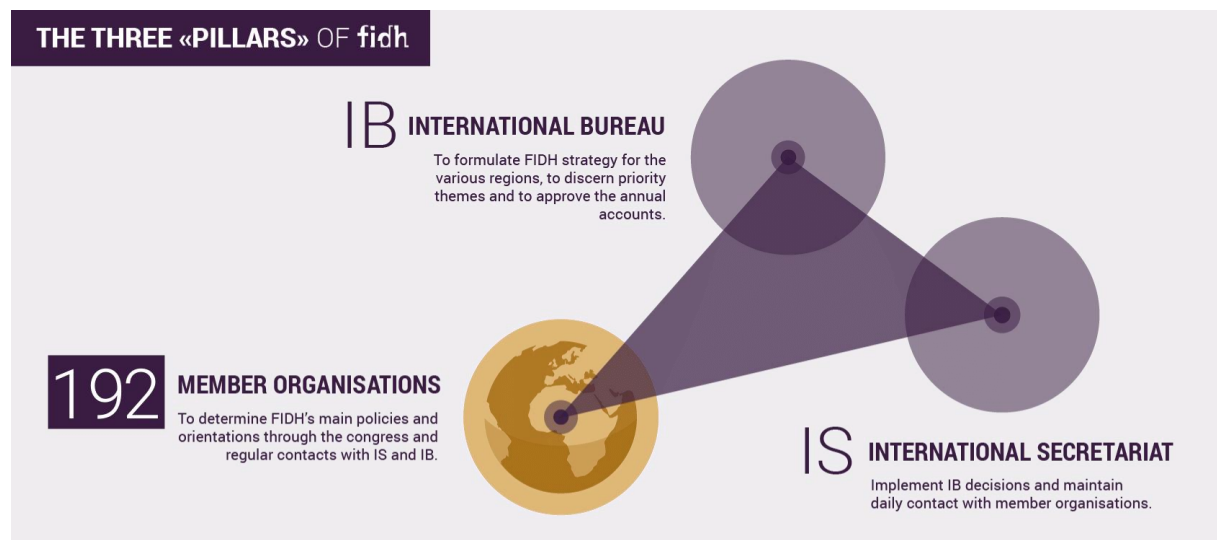 THE THREE «PILLARS» OF fidh
IB INTERNATIONAL BUREAU
To formulate FIDH strategy for the
various regions, to discern priority
themes and to approve the annual
accounts.
192 MEMBER ORGANISATIONS
To determine FIDH's main policies and
orientations through the congress and
regular contacts with IS and IB.
IS INTERNATIONAL SECRETARIAT
Implement IB decisions and maintain
daily contact with member organisations.